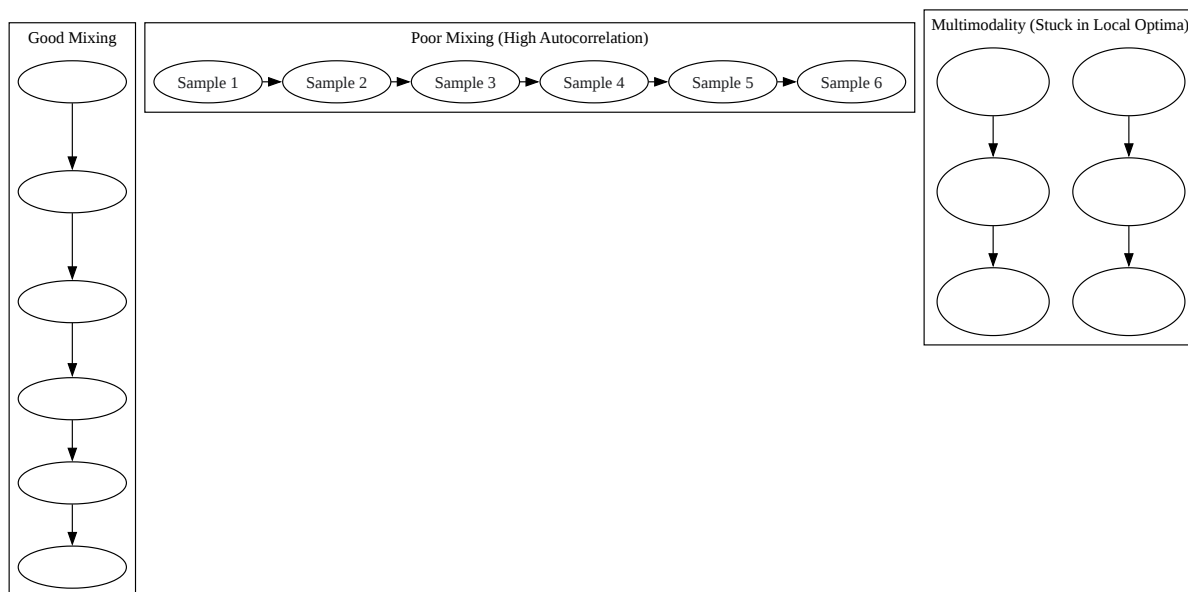 Good Mixing
Poor Mixing (High Autocorrelation)
Sample 1
Sample 2
Sample 3
Sample 4
Sample 5
Sample 6
Multimodality (Stuck in Local Optima)